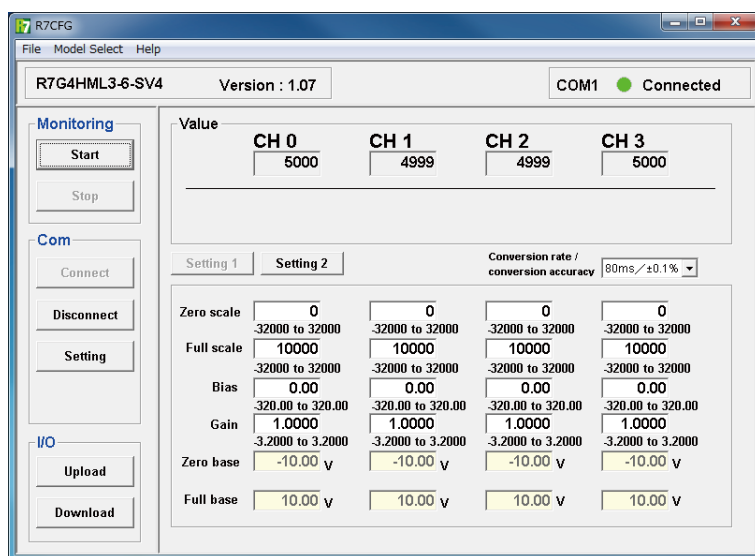 R7CFG
File Model Select Help
R7G4HML3-6-SV4 Version : 1.07 COM1 Connected
Monitoring
Start
Stop
Com
Connect
Disconnect
Setting
I/O
Upload
Download
Value
CH 0 CH 1 CH 2 CH 3
5000 4999 4999 5000
Setting 1 Setting 2 Conversion rate /
conversion accuracy 80ms／±0.1%
Zero scale 0 0 0 0
-32000 to 32000 -32000 to 32000 -32000 to 32000 -32000 to 32000
Full scale 10000 10000 10000 10000
-32000 to 32000 -32000 to 32000 -32000 to 32000 -32000 to 32000
Bias 0.00 0.00 0.00 0.00
-320.00 to 320.00 -320.00 to 320.00 -320.00 to 320.00 -320.00 to 320.00
Gain 1.0000 1.0000 1.0000 1.0000
-3.2000 to 3.2000 -3.2000 to 3.2000 -3.2000 to 3.2000 -3.2000 to 3.2000
Zero base -10.00 V -10.00 V -10.00 V -10.00 V
Full base 10.00 V 10.00 V 10.00 V 10.00 V